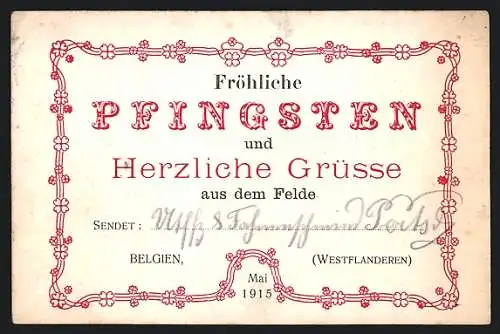 Fröhliche
PFINGSTEN
und
Herzliche Grüsse
aus dem Felde
SENDET:
BELGIEN, (WESTFLANDEREN)
Mai
1915